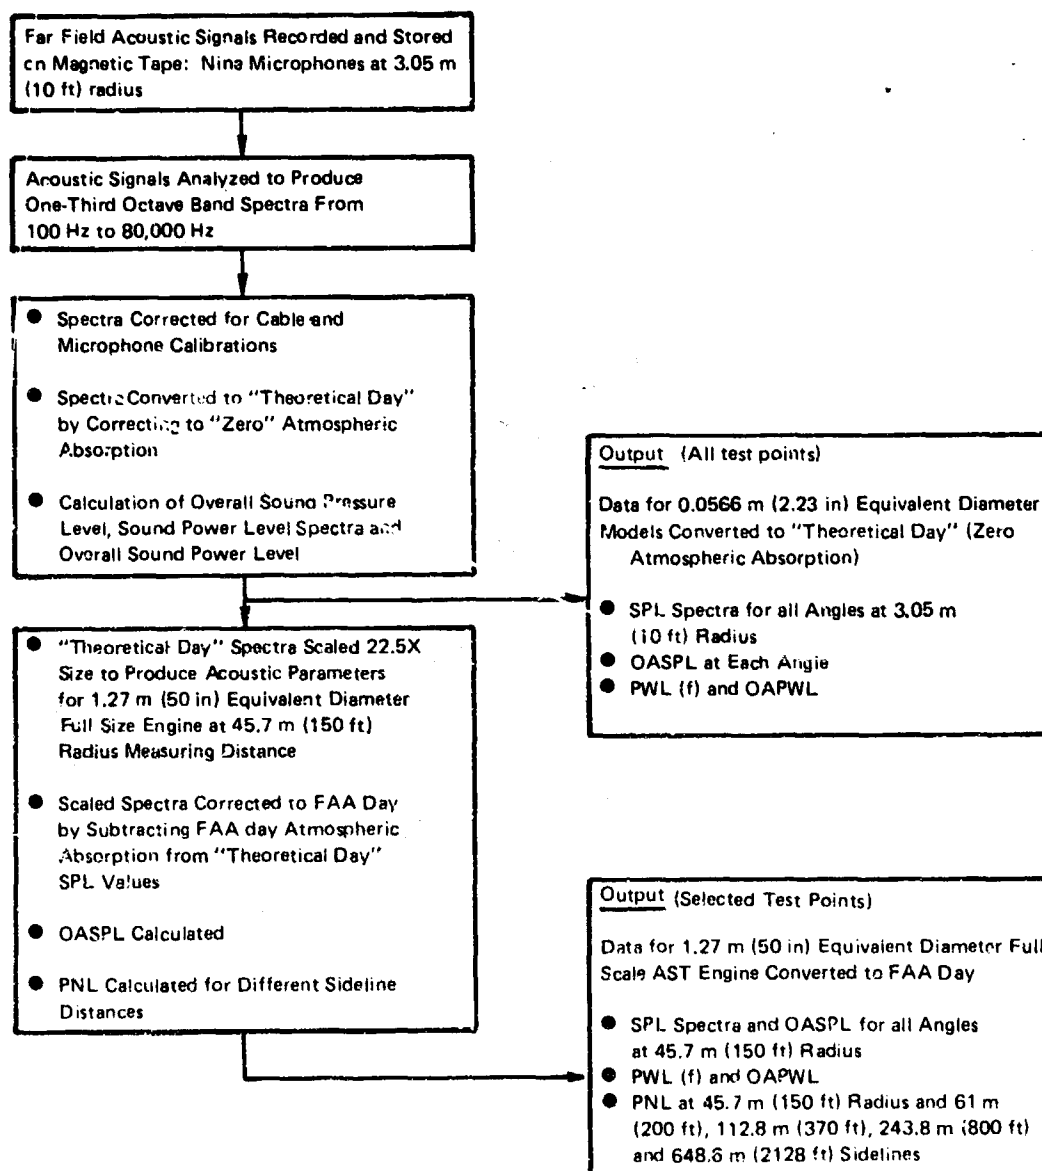 Far Field Acoustic Signals Recorded and Stored
on Magnetic Tape: Nine Microphones at 3.05 m
(10 ft) radius
Acoustic Signals Analyzed to Produce
One-Third Octave Band Spectra From
100 Hz to 80,000 Hz
● Spectra Corrected for Cable and
Microphone Calibrations
● Spectra Converted to "Theoretical Day"
by Correcting to "Zero" Atmospheric
Absorption
● Calculation of Overall Sound Pressure
Level, Sound Power Level Spectra and
Overall Sound Power Level
Output (All test points)
Data for 0.0566 m (2.23 in) Equivalent Diameter
Models Converted to "Theoretical Day" (Zero
Atmospheric Absorption)
● SPL Spectra for all Angles at 3.05 m
(10 ft) Radius
● OASPL at Each Angle
● PWL (f) and OAPWL
● "Theoretical Day" Spectra Scaled 22.5X
Size to Produce Acoustic Parameters
for 1.27 m (50 in) Equivalent Diameter
Full Size Engine at 45.7 m (150 ft)
Radius Measuring Distance
● Scaled Spectra Corrected to FAA Day
by Subtracting FAA day Atmospheric
Absorption from "Theoretical Day"
SPL Values
● OASPL Calculated
● PNL Calculated for Different Sideline
Distances
Output (Selected Test Points)
Data for 1.27 m (50 in) Equivalent Diameter Full
Scale AST Engine Converted to FAA Day
● SPL Spectra and OASPL for all Angles
at 45.7 m (150 ft) Radius
● PWL (f) and OAPWL
● PNL at 45.7 m (150 ft) Radius and 61 m
(200 ft), 112.8 m (370 ft), 243.8 m (800 ft)
and 648.6 m (2128 ft) Sidelines